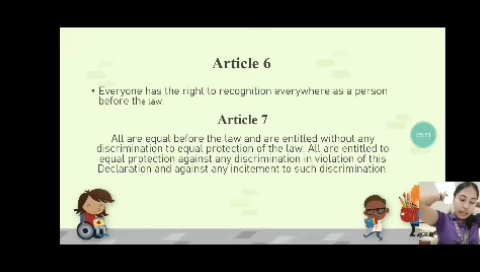 Article 6
• Everyone has the right to recognition everywhere as a person
before the law.
Article 7
All are equal before the law and are entitled without any
discrimination to equal protection of the law. All are entitled to
equal protection against any discrimination in violation of this
Declaration and against any incitement to such discrimination.